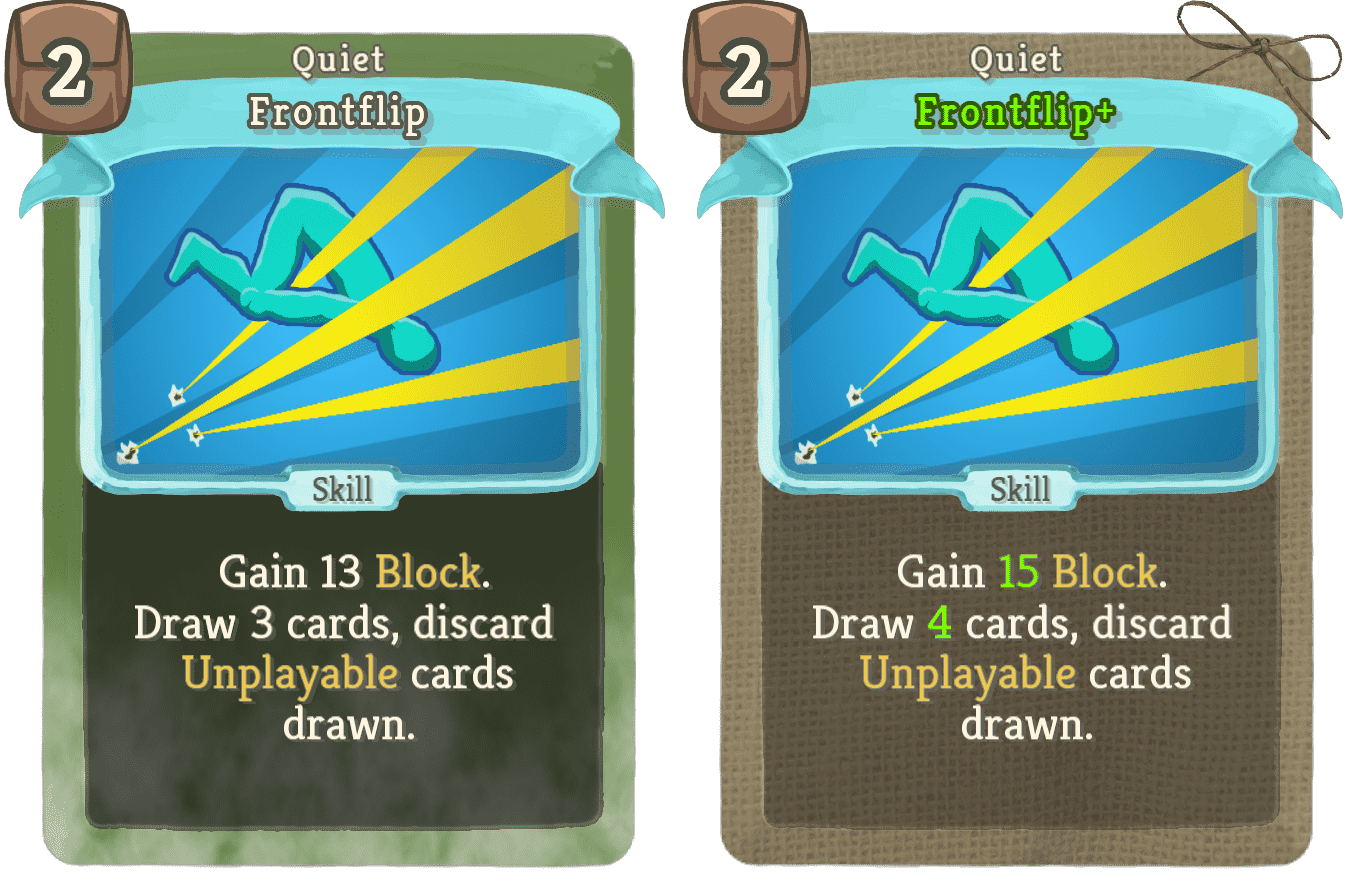 2
Quiet
Frontflip
Skill
Gain 13 Block.
Draw 3 cards, discard
Unplayable cards
drawn.
2
Quiet
Frontflip+
Skill
Gain 15 Block.
Draw 4 cards, discard
Unplayable cards
drawn.